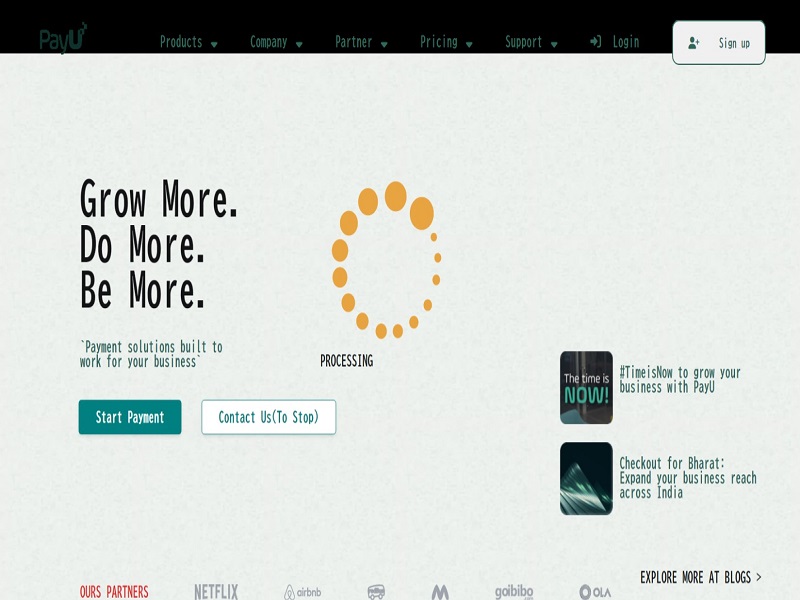 PayU
Products
Company
Partner
Pricing
Support
Login
Sign up
Grow More.
Do More.
Be More.
`Payment solutions built to
work for your business`
Start Payment
Contact Us(To Stop)
PROCESSING
The time is
NOW!
#TimeisNow to grow your
business with PayU
Checkout for Bharat:
Expand your business reach
across India
EXPLORE MORE AT BLOGS >
OURS PARTNERS
NETFLIX
airbnb
goibibo
OLA